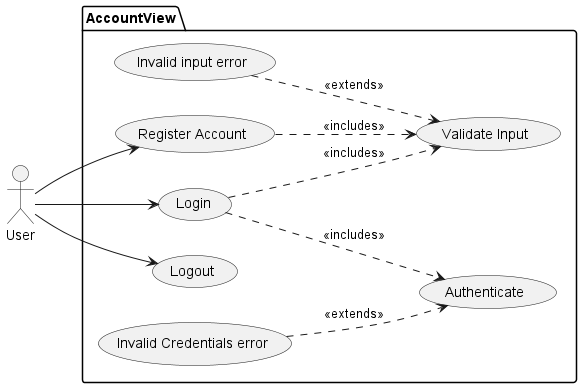 AccountView
Invalid input error
«extends»
Register Account
«includes»
Validate Input
«includes»
Login
User
«includes»
Logout
Authenticate
«extends»
Invalid Credentials error